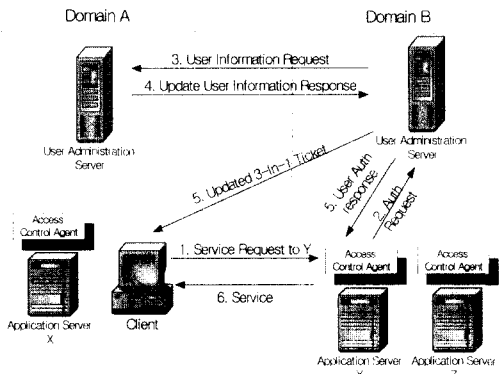 Domain A
Domain B
3. User Information Request
4. Update User Information Response
User Administration
Server
User Administration
Server
5. Updated 3-In-1 Ticket
5. User Auth
response
2. Auth
Request
Access
Control Agent
1. Service Request to Y
6. Service
Access
Control Agent
Access
Control Agent
Application Server
X
Client
Application Server
Y
Application Server
Z